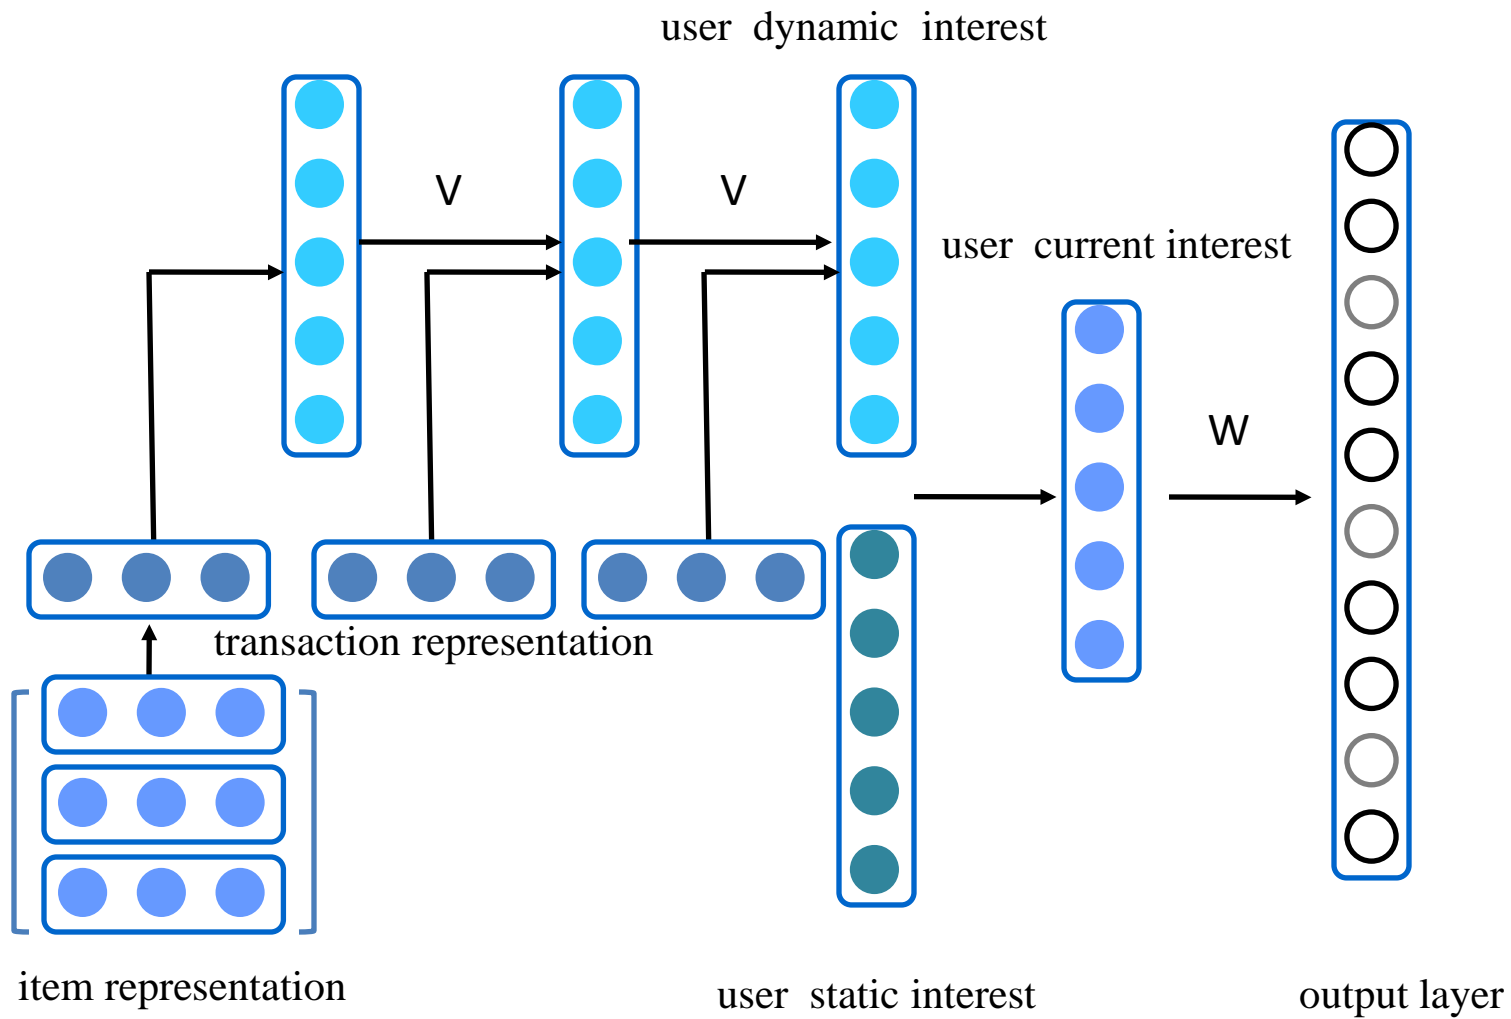 user dynamic interest
V
V
user current interest
W
transaction representation
item representation
user static interest
output layer